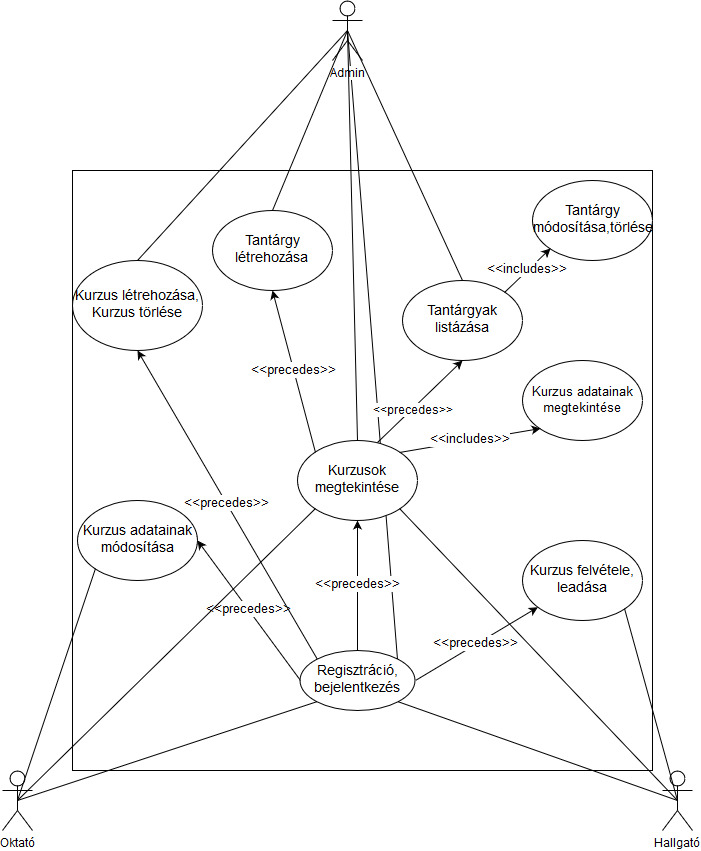 Admin
Tantárgy
módosítása,törlése
Tantárgy
létrehozása
<<includes>>
Kurzus létrehozása,
Kurzus törlése
Tantárgyak
listázása
<<precedes>>
Kurzus adatainak
megtekintése
<<precedes>>
<<includes>>
Kurzusok
megtekintése
<<precedes>>
Kurzus adatainak
módosítása
Kurzus felvétele,
leadása
<<precedes>>
<<precedes>>
<<precedes>>
Regisztráció,
bejelentkezés
Oktató
Hallgató